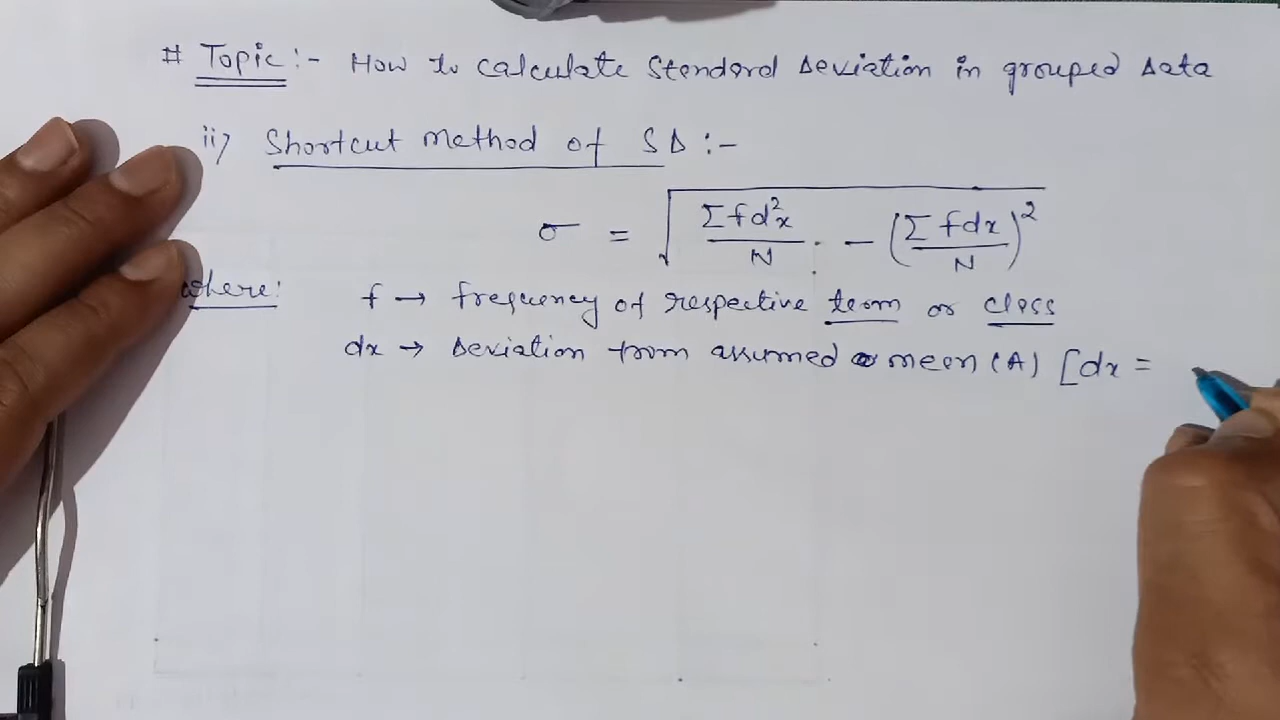 # Topic :- How to calculate Standard Deviation in grouped Data
ii) Shortcut method of SD :-
σ = √(Σfd²x/N - (Σfdx/N)²)
where: f → frequency of respective term or class
dx → Deviation from assumed mean (A) [dx =